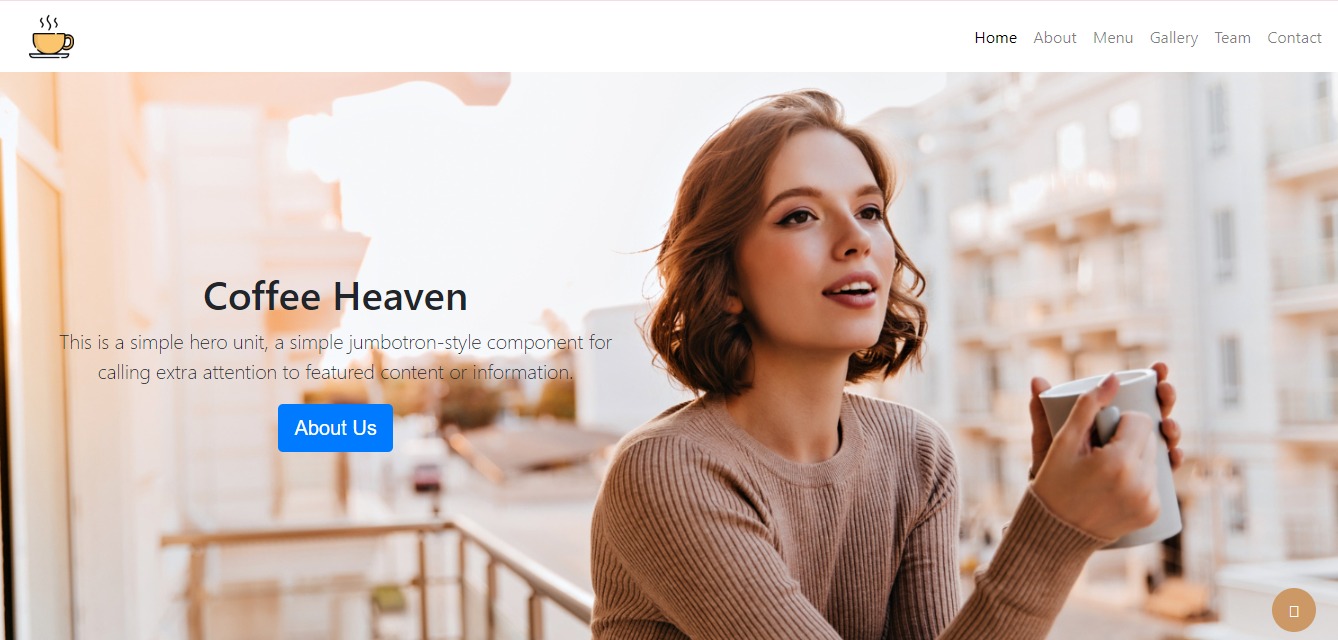 Home About Menu Gallery Team Contact
Coffee Heaven
This is a simple hero unit, a simple jumbotron-style component for
calling extra attention to featured content or information.
About Us